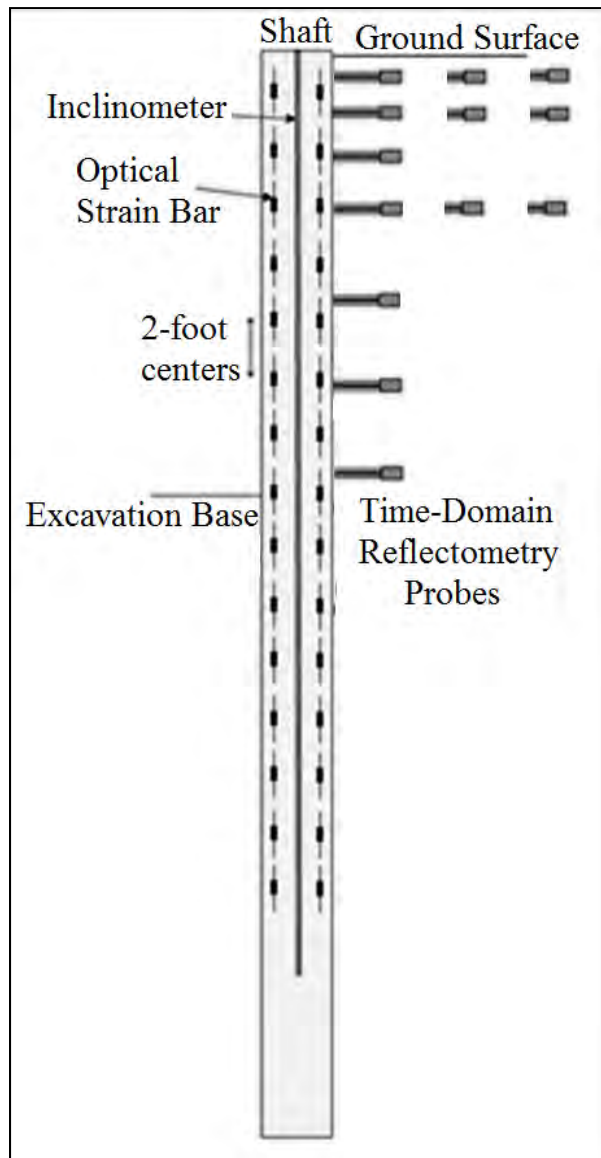 Shaft
Ground Surface
Inclinometer
Optical
Strain Bar
2-foot
centers
Excavation Base
Time-Domain
Reflectometry
Probes